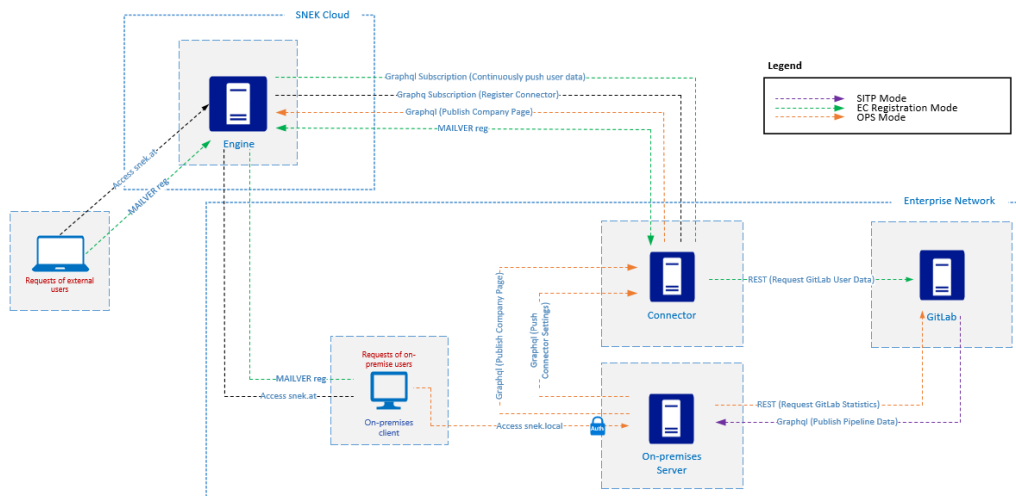 SNEK Cloud
Engine
Graphql Subscription (Continuously push user data)
Graphq Subscription (Register Connector)
Graphql (Publish Company Page)
MAILVER reg
Legend
SITP Mode
EC Registration Mode
OPS Mode
Access snek.at
MAILVER reg
Requests of external
users
Enterprise Network
Connector
REST (Request GitLab User Data)
GitLab
Graphql (Publish Company Page)
Graphql (Push
Connector Settings)
Requests of on-
premise users
On-premises
client
MAILVER reg
Access snek.at
Access snek.local
Auth
On-premises
Server
REST (Request GitLab Statistics)
Graphql (Publish Pipeline Data)